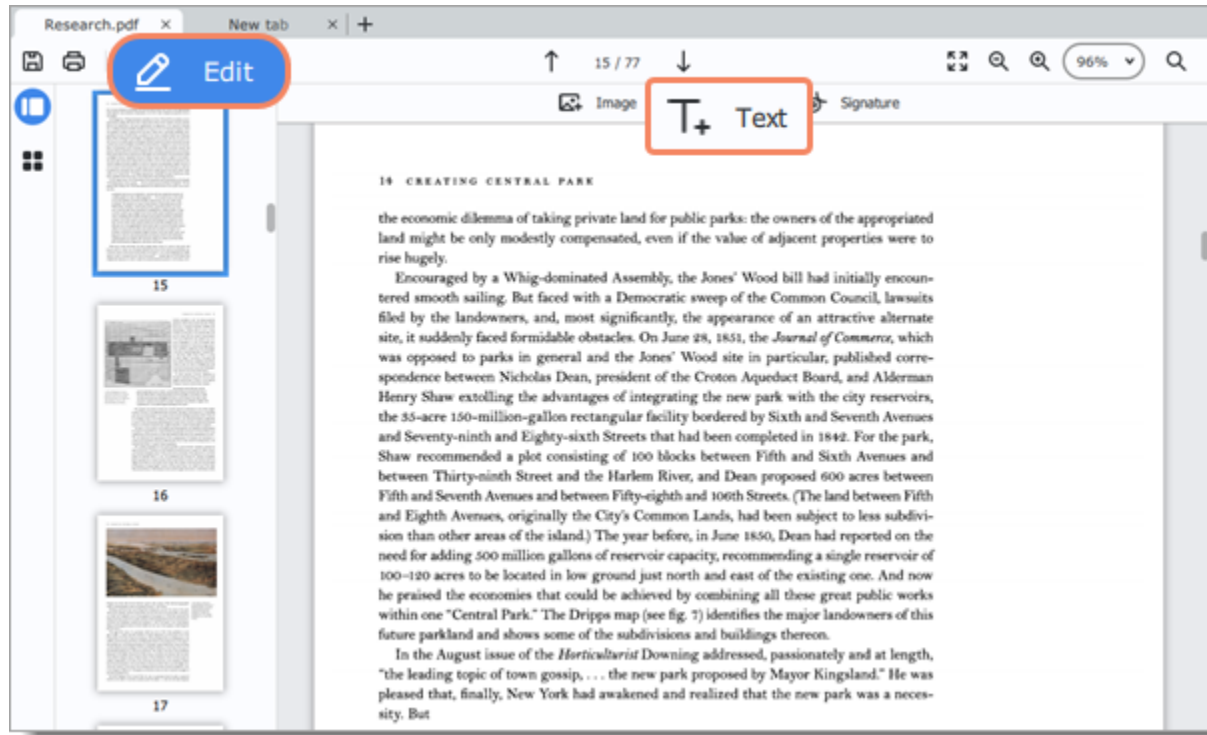 Research.pdf × New tab × +
Edit
15 / 77
96%
Image
Text
Signature
15
16
17
14 CREATING CENTRAL PARK
the economic dilemma of taking private land for public parks: the owners of the appropriated
land might be only modestly compensated, even if the value of adjacent properties were to
rise hugely.
Encouraged by a Whig-dominated Assembly, the Jones' Wood bill had initially encoun-
tered smooth sailing. But faced with a Democratic sweep of the Common Council, lawsuits
filed by the landowners, and, most significantly, the appearance of an attractive alternate
site, it suddenly faced formidable obstacles. On June 28, 1851, the Journal of Commerce, which
was opposed to parks in general and the Jones' Wood site in particular, published corre-
spondence between Nicholas Dean, president of the Croton Aqueduct Board, and Alderman
Henry Shaw extolling the advantages of integrating the new park with the city reservoirs,
the 35-acre 150-million-gallon rectangular facility bordered by Sixth and Seventh Avenues
and Seventy-ninth and Eighty-sixth Streets that had been completed in 1842. For the park,
Shaw recommended a plot consisting of 100 blocks between Fifth and Sixth Avenues and
between Thirty-ninth Street and the Harlem River, and Dean proposed 600 acres between
Fifth and Seventh Avenues and between Fifty-eighth and 106th Streets. (The land between Fifth
and Eighth Avenues, originally the City's Common Lands, had been subject to less subdivi-
sion than other areas of the island.) The year before, in June 1850, Dean had reported on the
need for adding 500 million gallons of reservoir capacity, recommending a single reservoir of
100–120 acres to be located in low ground just north and east of the existing one. And now
he praised the economies that could be achieved by combining all these great public works
within one "Central Park." The Dripps map (see fig. 7) identifies the major landowners of this
future parkland and shows some of the subdivisions and buildings thereon.
In the August issue of the Horticulturist Downing addressed, passionately and at length,
"the leading topic of town gossip, . . . the new park proposed by Mayor Kingsland." He was
pleased that, finally, New York had awakened and realized that the new park was a neces-
sity. But